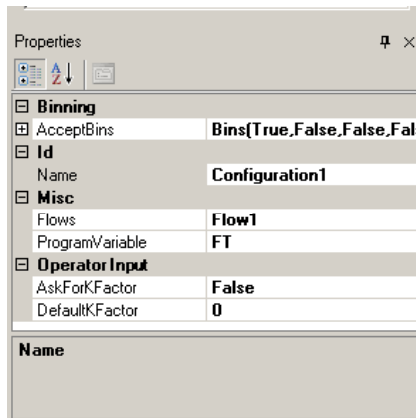 Properties
Binning
AcceptBins Bins(True,False,False,Fal
Id
Name Configuration1
Misc
Flows Flow1
ProgramVariable FT
Operator Input
AskForKFactor False
DefaultKFactor 0
Name